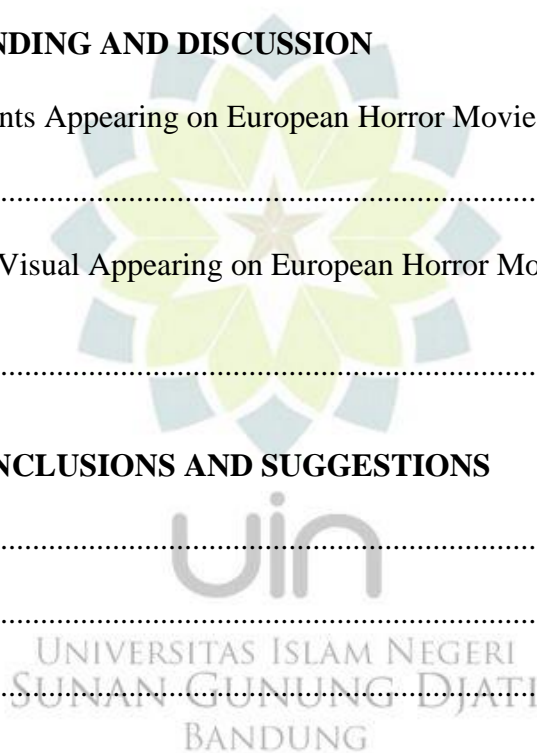 NDING AND DISCUSSION
nts Appearing on European Horror Movie
........................................................................
Visual Appearing on European Horror Mo
........................................................................
NCLUSIONS AND SUGGESTIONS
........................................................................
uin
........................................................................
UNIVERSITAS ISLAM NEGERI
........................................................................
SUNAN GUNUNG DJATI
BANDUNG